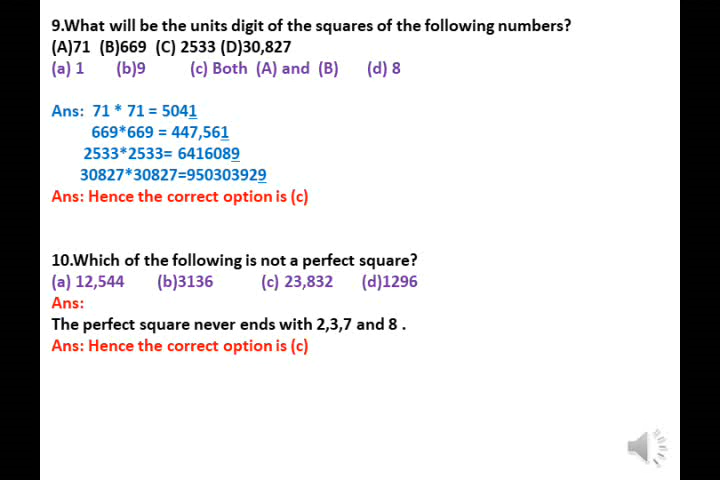 9.What will be the units digit of the squares of the following numbers?
(A)71 (B)669 (C) 2533 (D)30,827
(a) 1 (b)9 (c) Both (A) and (B) (d) 8
Ans: 71 * 71 = 5041
669*669 = 447,561
2533*2533= 6416089
30827*30827=950303929
Ans: Hence the correct option is (c)
10.Which of the following is not a perfect square?
(a) 12,544 (b)3136 (c) 23,832 (d)1296
Ans:
The perfect square never ends with 2,3,7 and 8 .
Ans: Hence the correct option is (c)